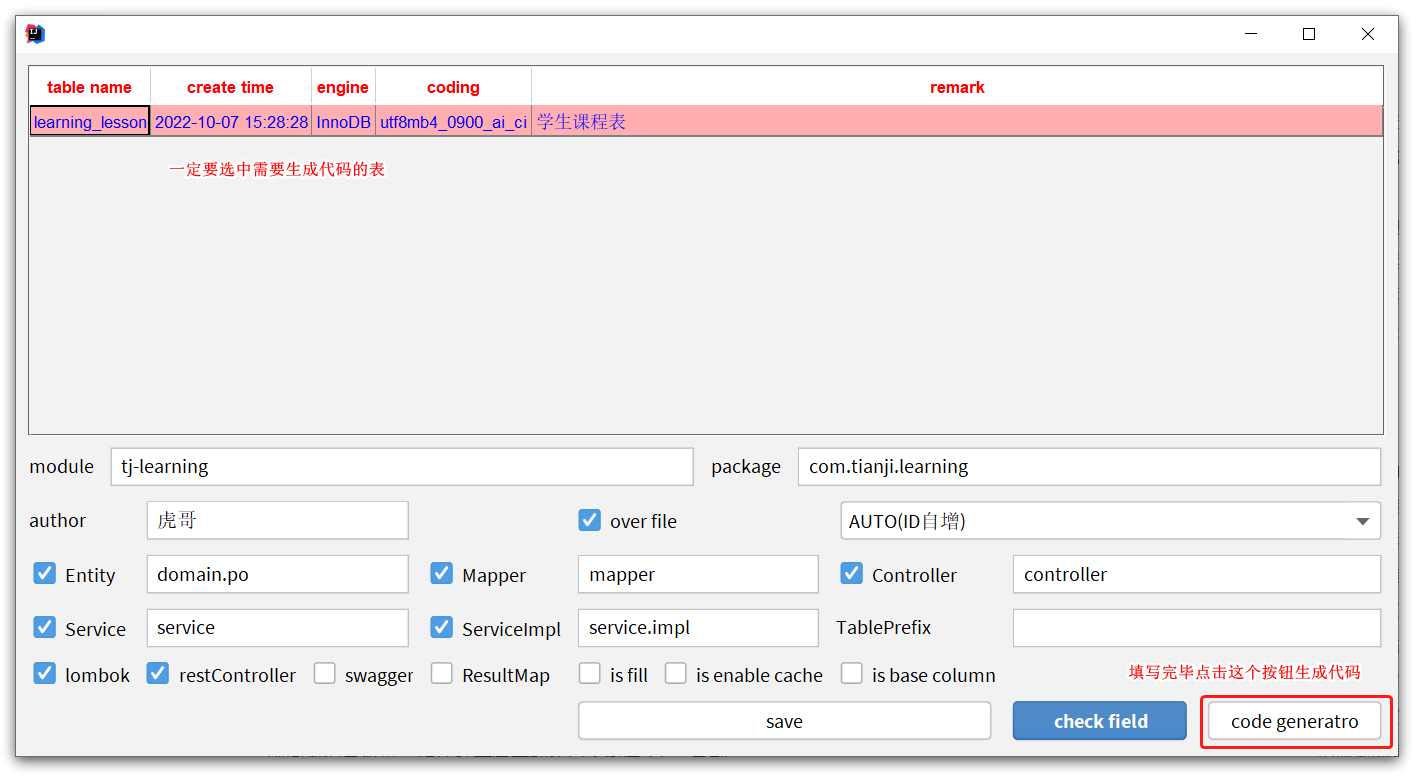 table name create time engine coding remark
learning_lesson 2022-10-07 15:28:28 InnoDB utf8mb4_0900_ai_ci 学生课程表
一定要选中需要生成代码的表
module tj-learning package com.tianji.learning
author 虎哥 over file AUTO(ID自增)
Entity domain.po Mapper mapper Controller controller
Service service ServiceImpl service.impl TablePrefix
lombok restController swagger ResultMap is fill is enable cache is base column
填写完毕点击这个按钮生成代码
save check field code generatro